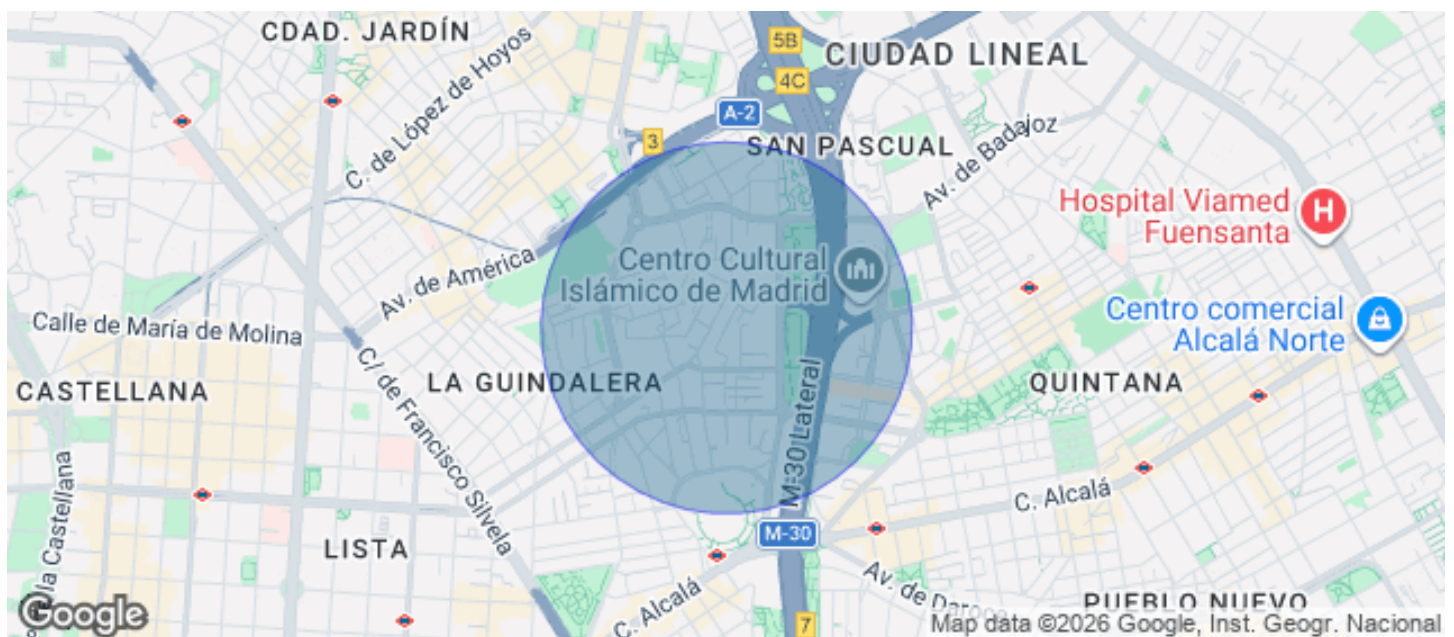 CDAD. JARDÍN
C. de López de Hoyos
5B
4C
CIUDAD LINEAL
A-2
3
SAN PASCUAL
Av. de Badajoz
Hospital Viamed
Fuensanta
H
Av. de América
Centro Cultural
Islámico de Madrid
Calle de María de Molina
Centro comercial
Alcalá Norte
CASTELLANA
C/ de Francisco Silvela
LA GUINDALERA
M-30 Lateral
QUINTANA
la Castellana
C. Alcalá
LISTA
M-30
C. Alcalá
Av. de Daroca
PUEBLO NUEVO
7
Google
Map data ©2026 Google, Inst. Geogr. Nacional